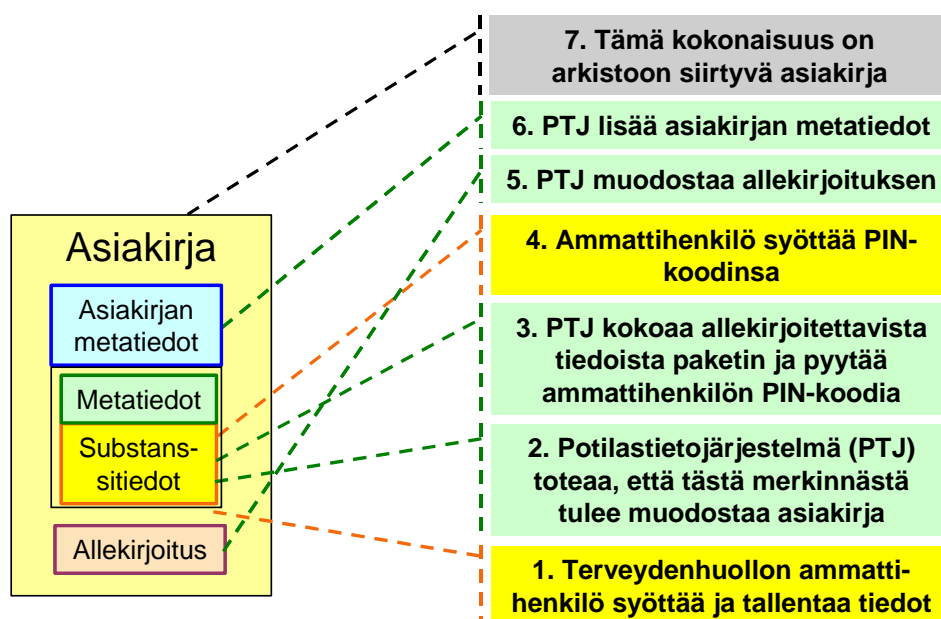 Asiakirja
Asiakirjan
metatiedot
Metatiedot
Substans-
sitiedot
Allekirjoitus
7. Tämä kokonaisuus on
arkistoon siirtyvä asiakirja
6. PTJ lisää asiakirjan metatiedot
5. PTJ muodostaa allekirjoituksen
4. Ammattihenkilö syöttää PIN-
koodinsa
3. PTJ kokoaa allekirjoitettavista
tiedoista paketin ja pyytää
ammattihenkilön PIN-koodia
2. Potilastietojärjestelmä (PTJ)
toteaa, että tästä merkinnästä
tulee muodostaa asiakirja
1. Terveydenhuollon ammatti-
henkilö syöttää ja tallentaa tiedot